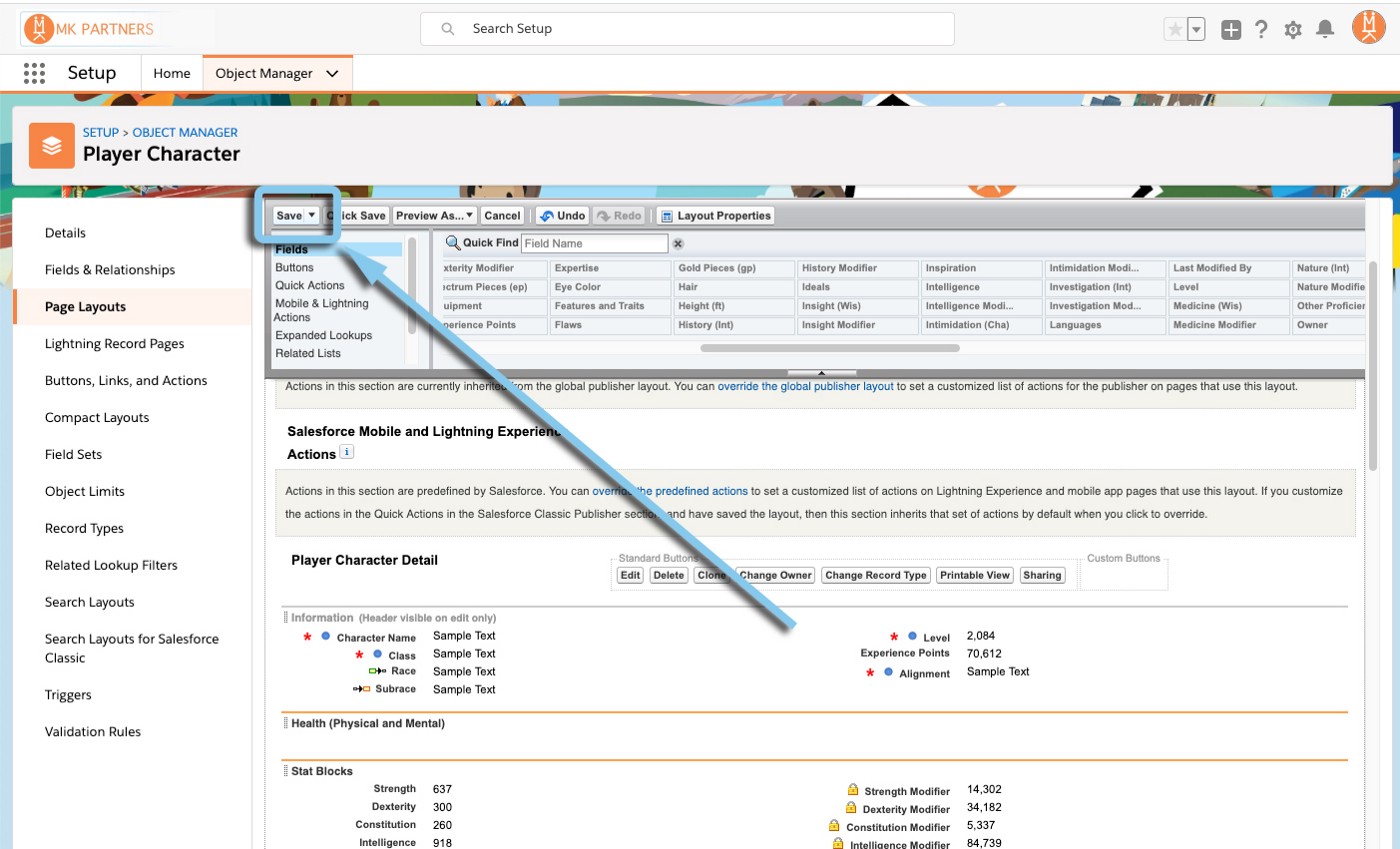 MK PARTNERS
Search Setup
Setup
Home
Object Manager
SETUP > OBJECT MANAGER
Player Character
Details
Fields & Relationships
Page Layouts
Lightning Record Pages
Buttons, Links, and Actions
Compact Layouts
Field Sets
Object Limits
Record Types
Related Lookup Filters
Search Layouts
Search Layouts for Salesforce
Classic
Triggers
Validation Rules
Save
ck Save
Preview As...
Cancel
Undo
Redo
Layout Properties
Fields
Buttons
Quick Actions
Mobile & Lightning
Actions
Expanded Lookups
Related Lists
Quick Find
Field Name
xterity Modifier Expertise Gold Pieces (gp) History Modifier Inspiration Intimidation Modi... Last Modified By Nature (Int)
ectrum Pieces (ep) Eye Color Hair Ideals Intelligence Investigation (Int) Level Nature Modifie
uipment Features and Traits Height (ft) Insight (Wis) Intelligence Modi... Investigation Mod... Medicine (Wis) Other Proficien
perience Points Flaws History (Int) Insight Modifier Intimidation (Cha) Languages Medicine Modifier Owner
Actions in this section are currently inherited from the global publisher layout. You can override the global publisher layout to set a customized list of actions for the publisher on pages that use this layout.
Salesforce Mobile and Lightning Experience
Actions
Actions in this section are predefined by Salesforce. You can override the predefined actions to set a customized list of actions on Lightning Experience and mobile app pages that use this layout. If you customize
the actions in the Quick Actions in the Salesforce Classic Publisher section and have saved the layout, then this section inherits that set of actions by default when you click to override.
Player Character Detail
Standard Buttons
Edit
Delete
Clone
Change Owner
Change Record Type
Printable View
Sharing
Custom Buttons
Information (Header visible on edit only)
* Character Name Sample Text
* Class Sample Text
Race Sample Text
Subrace Sample Text
* Level 2,084
Experience Points 70,612
* Alignment Sample Text
Health (Physical and Mental)
Stat Blocks
Strength 637
Dexterity 300
Constitution 260
Intelligence 918
Strength Modifier 14,302
Dexterity Modifier 34,182
Constitution Modifier 5,337
Intelligence Modifier 84,739